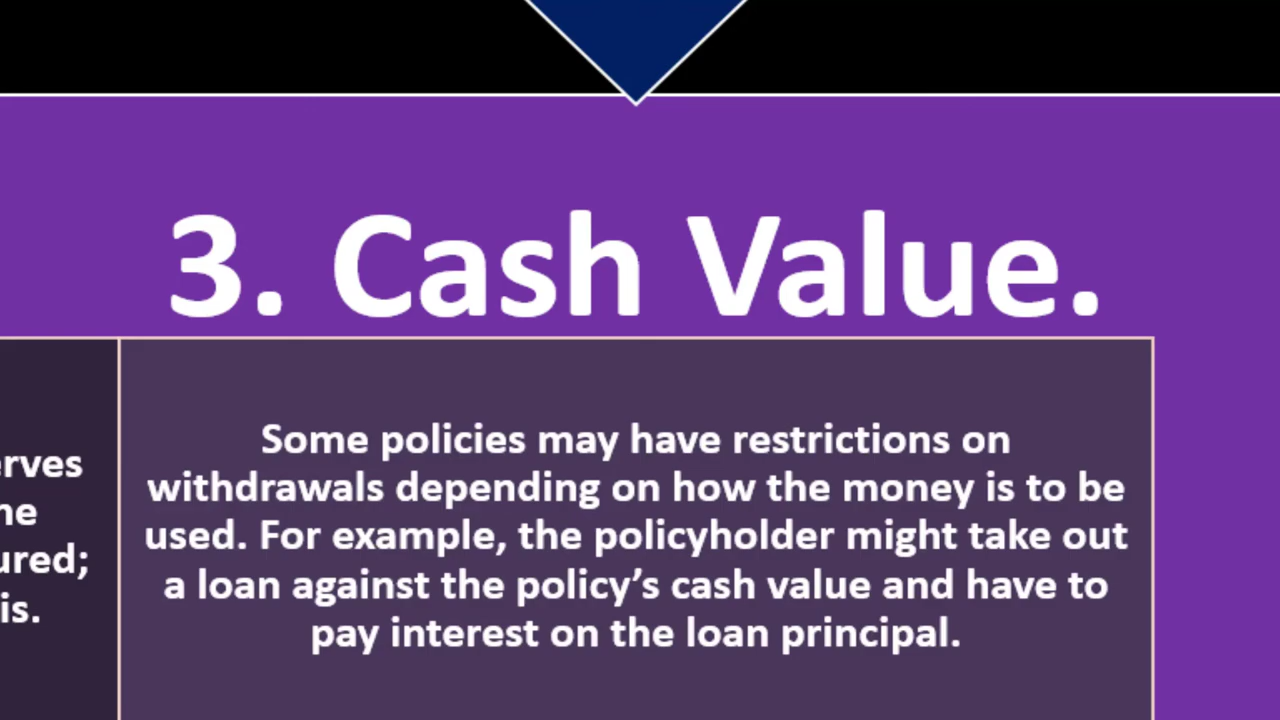 3. Cash Value.
is.
Some policies may have restrictions on
withdrawals depending on how the money is to be
used. For example, the policyholder might take out
a loan against the policy’s cash value and have to
pay interest on the loan principal.